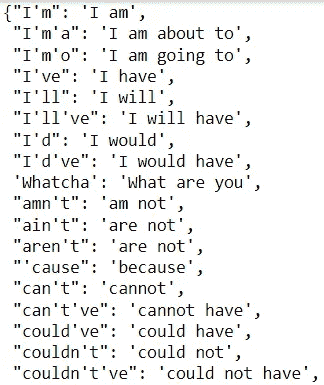 {"I'm": 'I am',
"I'm'a": 'I am about to',
"I'm'o": 'I am going to',
"I've": 'I have',
"I'll": 'I will',
"I'll've": 'I will have',
"I'd": 'I would',
"I'd've": 'I would have',
'Whatcha': 'What are you',
"amn't": 'am not',
"ain't": 'are not',
"aren't": 'are not',
"'cause": 'because',
"can't": 'cannot',
"can't've": 'cannot have',
"could've": 'could have',
"couldn't": 'could not',
"couldn't've": 'could not have',